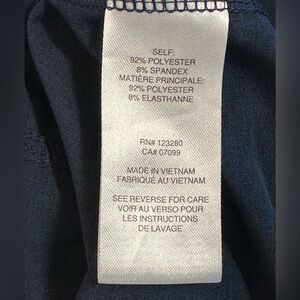 SELF:
92% POLYESTER
8% SPANDEX
MATIÈRE PRINCIPALE:
92% POLYESTER
8% ELASTHANNE
RN# 123280
CA# 07099
MADE IN VIETNAM
FABRIQUÉ AU VIETNAM
SEE REVERSE FOR CARE
VOIR AU VERSO POUR
LES INSTRUCTIONS
DE LAVAGE.